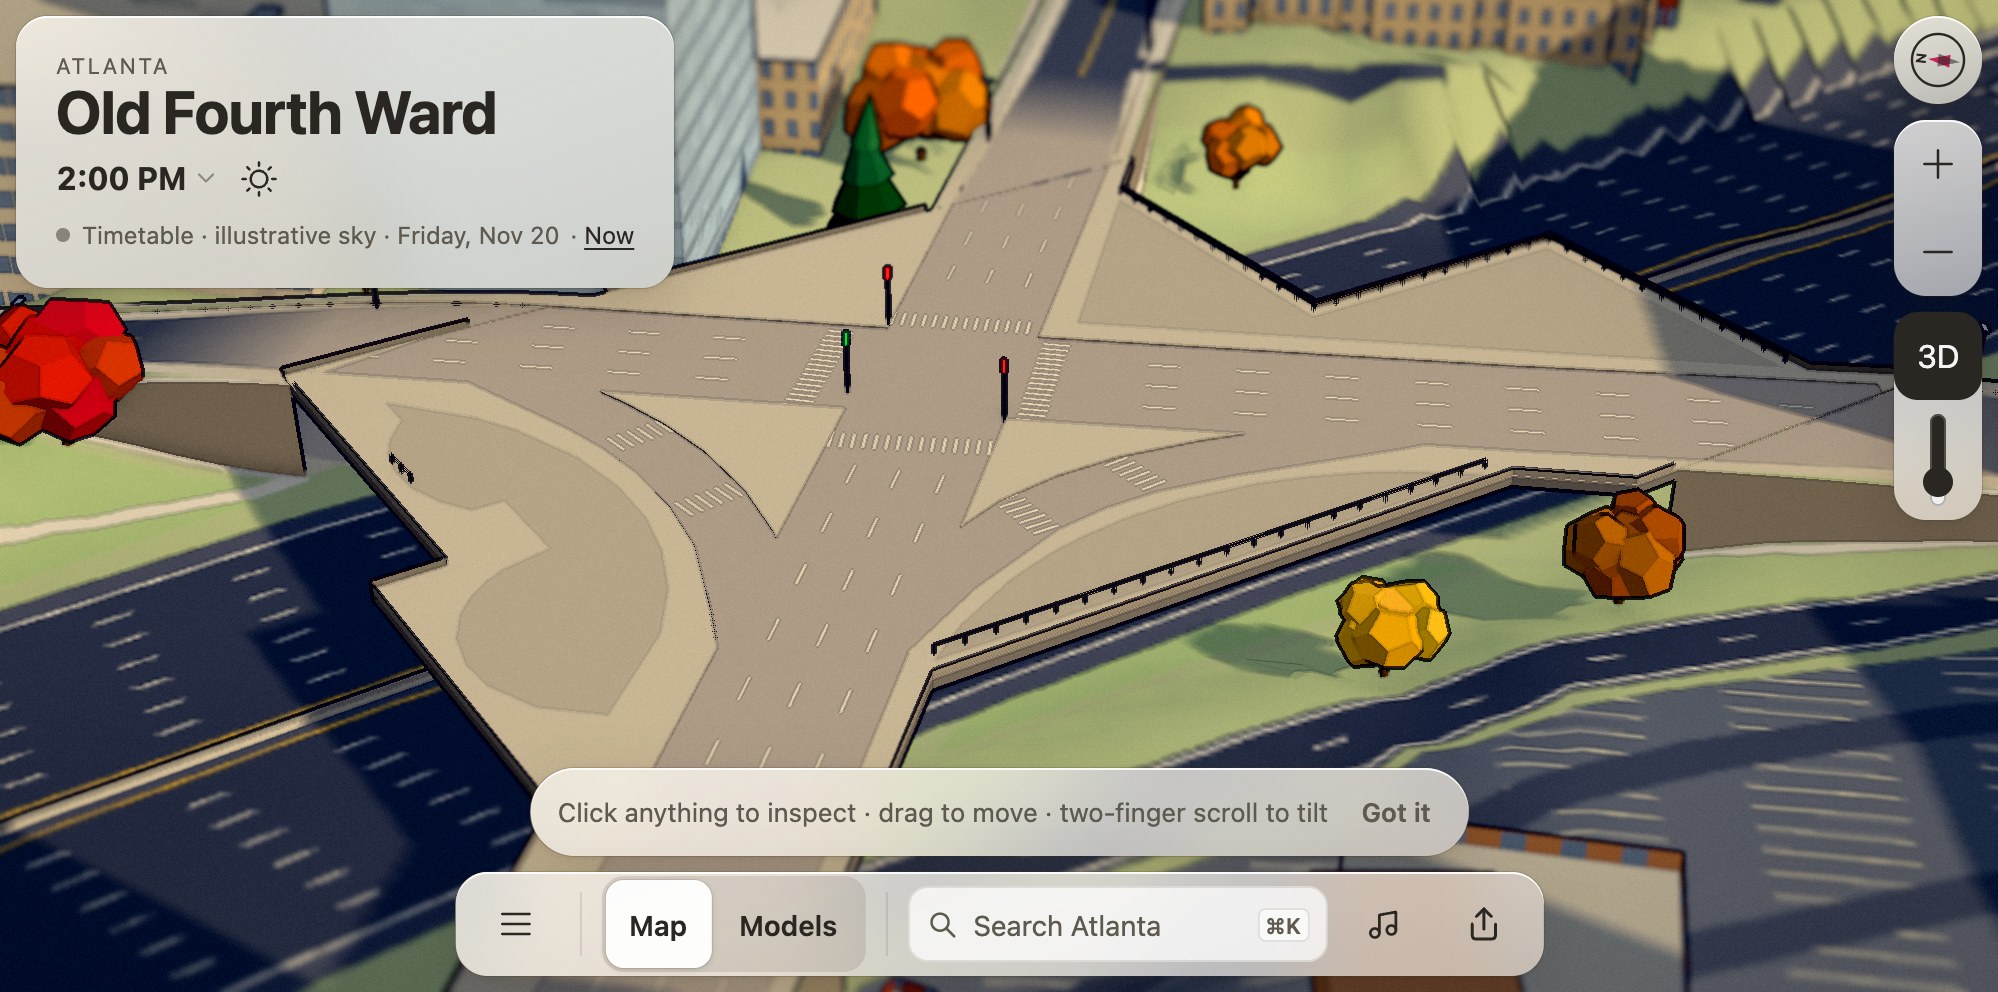 ATLANTA
Old Fourth Ward
2:00 PM
Timetable · illustrative sky · Friday, Nov 20 · Now
N
3D
Click anything to inspect · drag to move · two-finger scroll to tilt Got it
Map Models Search Atlanta ⌘K